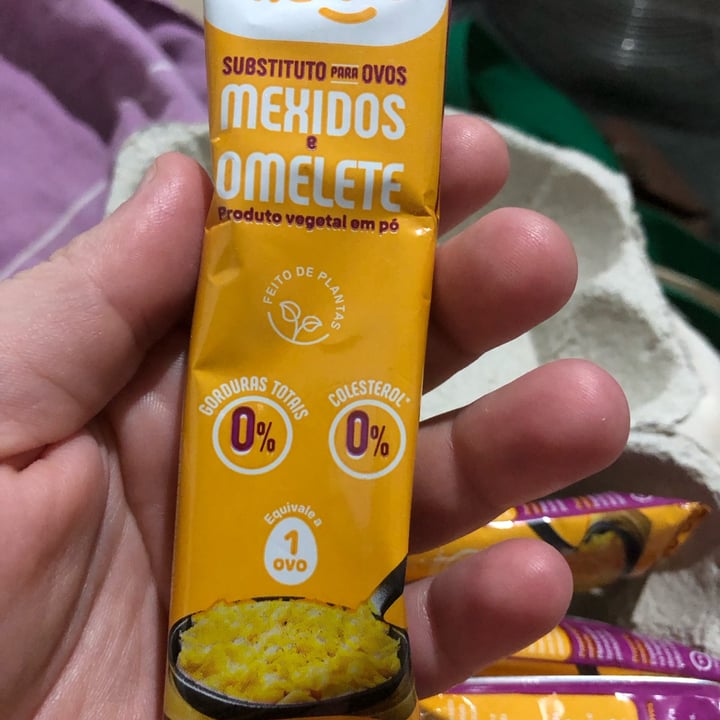 SUBSTITUTO PARA OVOS
MEXIDOS
e
OMELETE
Produto vegetal em pó
FEITO DE PLANTAS
GORDURAS TOTAIS
0%
COLESTEROL*
0%
Equivale a
1
OVO